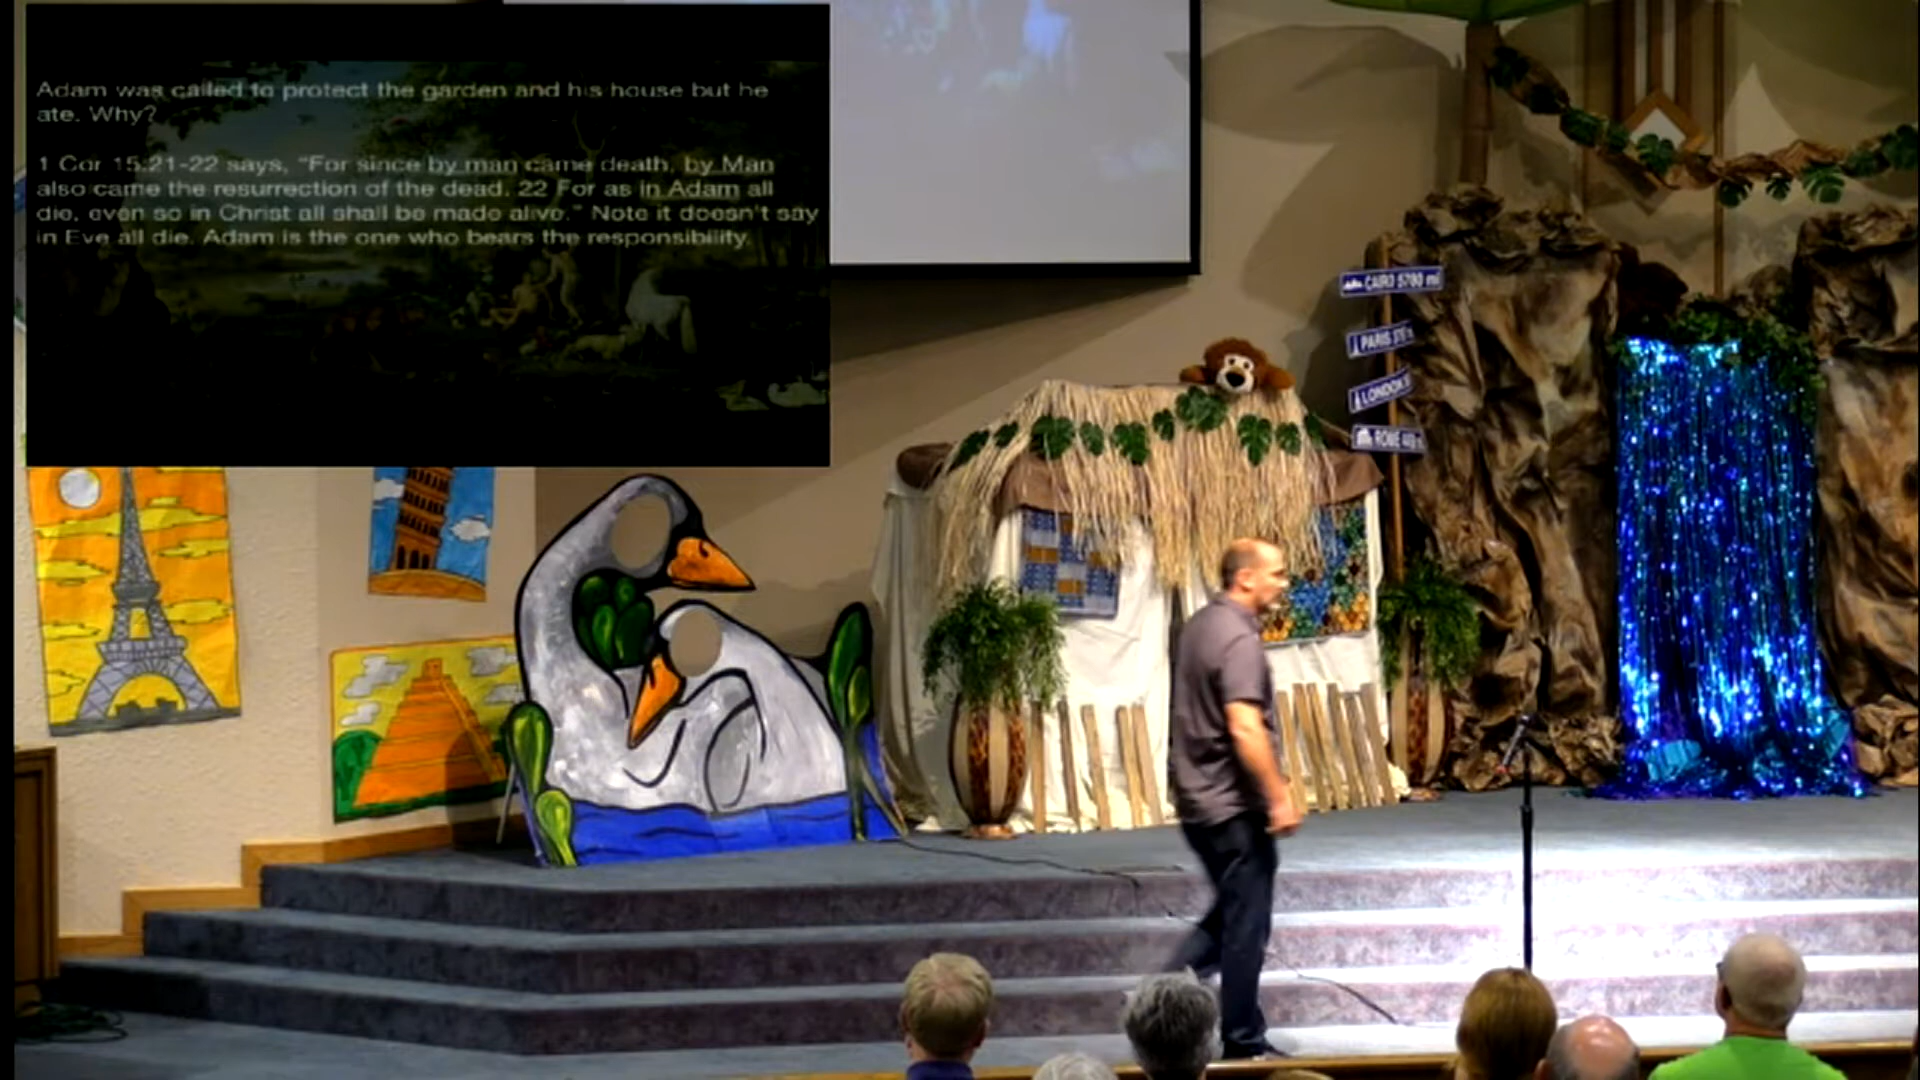 Adam was called to protect the garden and his house but he
ate. Why?
1 Cor 15:21-22 says, "For since by man came death, by Man
also came the resurrection of the dead. 22 For as in Adam all
die, even so in Christ all shall be made alive." Note it doesn't say
in Eve all die. Adam is the one who bears the responsibility.
CAIRO 5780 mi
PARIS
LONDON
ROME